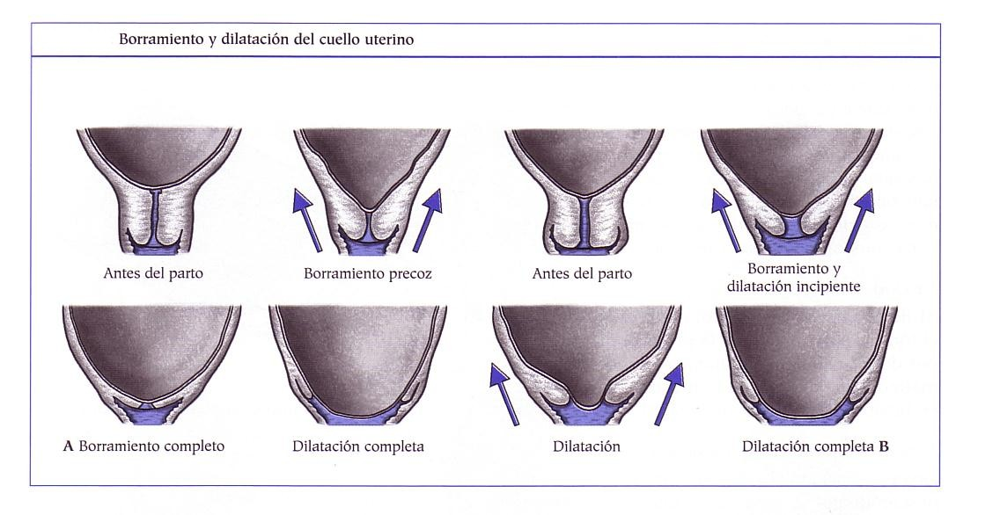 Borramiento y dilatación del cuello uterino
Antes del parto
Borramiento precoz
Antes del parto
Borramiento y
dilatación incipiente
A Borramiento completo
Dilatación completa
Dilatación
Dilatación completa B